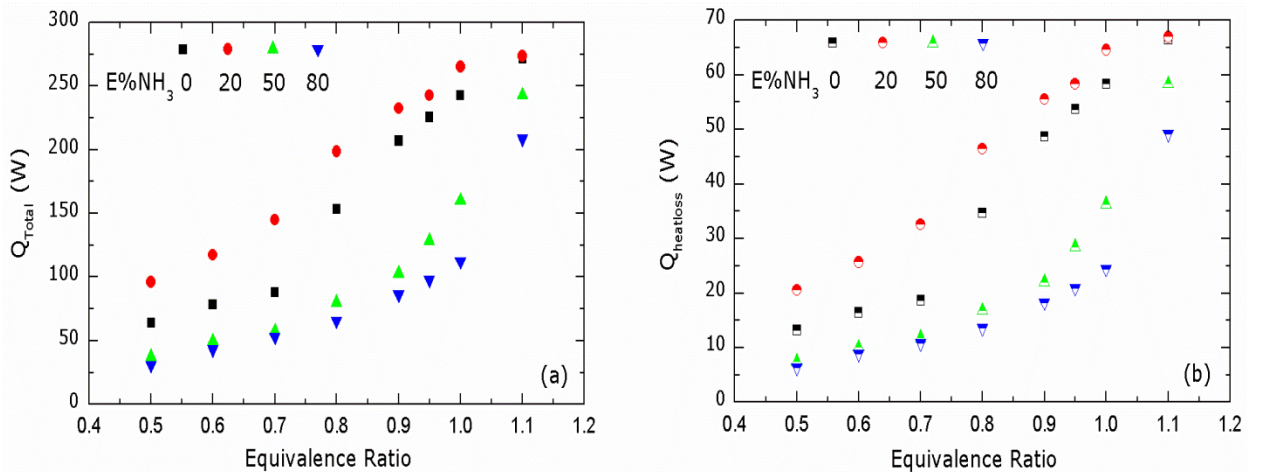 300
250
200
150
100
50
0
Q_Total (W)
E%NH₃ 0 20 50 80
(a)
0.4 0.5 0.6 0.7 0.8 0.9 1.0 1.1 1.2
Equivalence Ratio
70
60
50
40
30
20
10
0
Q_heatloss (W)
E%NH₃ 0 20 50 80
(b)
0.4 0.5 0.6 0.7 0.8 0.9 1.0 1.1 1.2
Equivalence Ratio